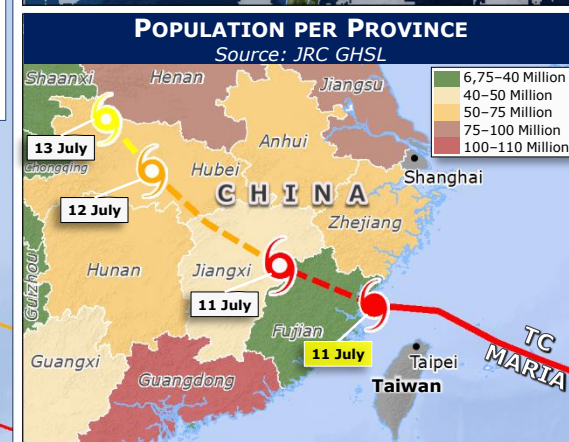 POPULATION PER PROVINCE
Source: JRC GHSL
6,75–40 Million
40–50 Million
50–75 Million
75–100 Million
100–110 Million
Shaanxi
Henan
Jiangsu
13 July
Anhui
Chongqing
Hubei
Shanghai
CHINA
12 July
Zhejiang
Guizhou
Hunan
Jiangxi
11 July
Fujian
11 July
TC
MARIA
Guangxi
Taipei
Guangdong
Taiwan